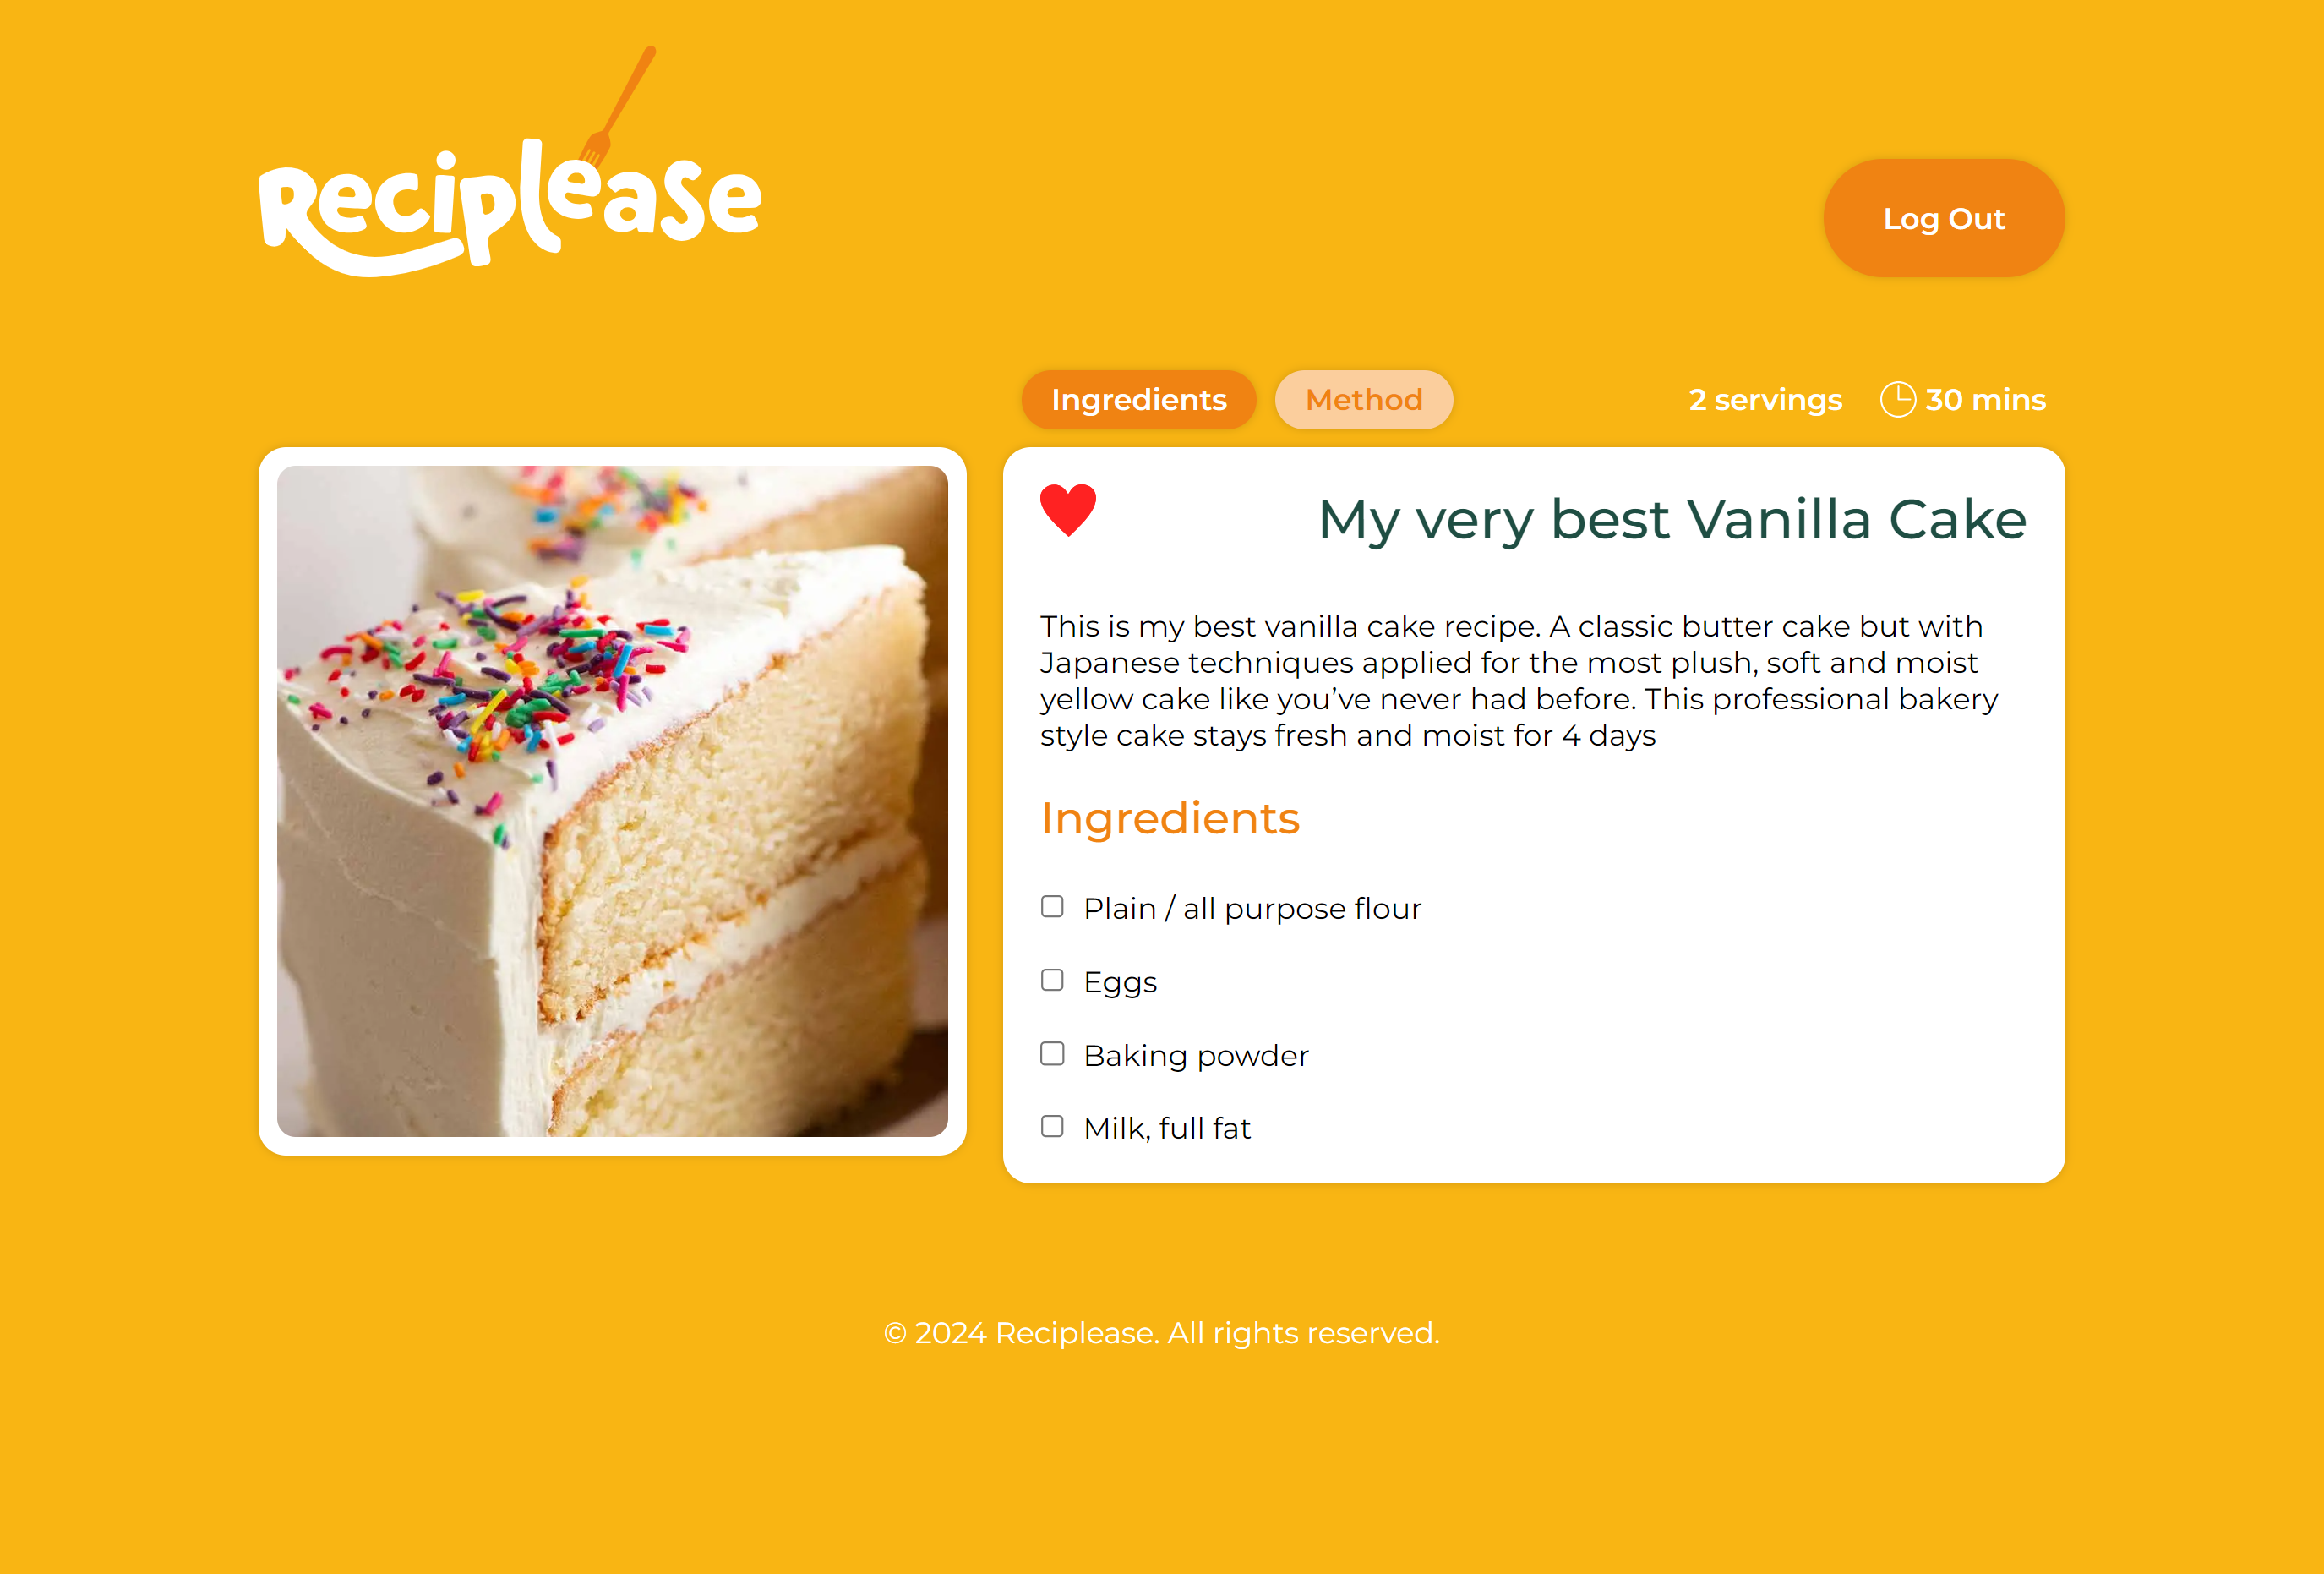 Reciplease
Log Out
Ingredients
Method
2 servings
30 mins
My very best Vanilla Cake
This is my best vanilla cake recipe. A classic butter cake but with
Japanese techniques applied for the most plush, soft and moist
yellow cake like you’ve never had before. This professional bakery
style cake stays fresh and moist for 4 days
Ingredients
Plain / all purpose flour
Eggs
Baking powder
Milk, full fat
© 2024 Reciplease. All rights reserved.